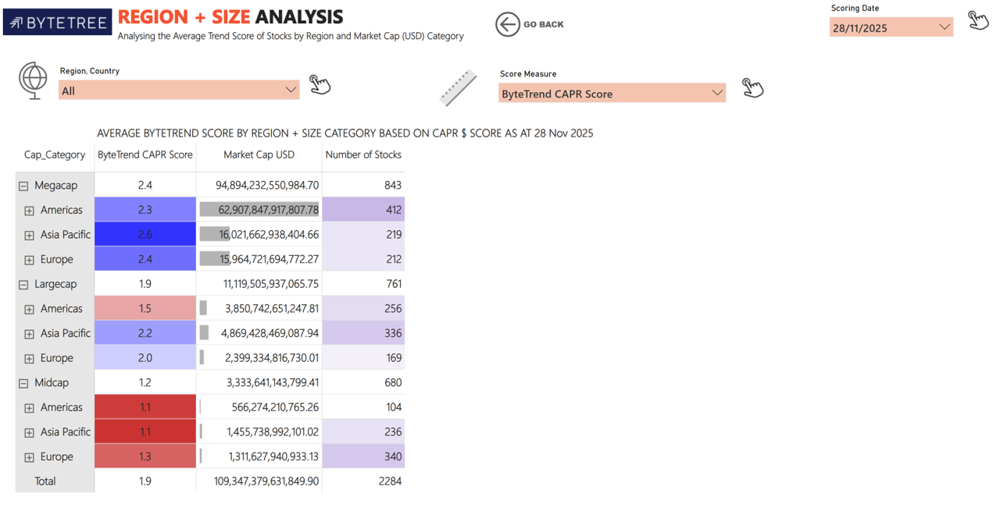 BYTETREE
REGION + SIZE ANALYSIS
Analysing the Average Trend Score of Stocks by Region and Market Cap (USD) Category
GO BACK
Scoring Date
28/11/2025
Region, Country
All
Score Measure
ByteTrend CAPR Score
AVERAGE BYTETREND SCORE BY REGION + SIZE CATEGORY BASED ON CAPR $ SCORE AS AT 28 Nov 2025
Cap_Category ByteTrend CAPR Score Market Cap USD Number of Stocks
Megacap 2.4 94,894,232,550,984.70 843
Americas 2.3 62,907,847,917,807.78 412
Asia Pacific 2.6 16,021,662,938,404.66 219
Europe 2.4 15,964,721,694,772.27 212
Largecap 1.9 11,119,505,937,065.75 761
Americas 1.5 3,850,742,651,247.81 256
Asia Pacific 2.2 4,869,428,469,087.94 336
Europe 2.0 2,399,334,816,730.01 169
Midcap 1.2 3,333,641,143,799.41 680
Americas 1.1 566,274,210,765.26 104
Asia Pacific 1.1 1,455,738,992,101.02 236
Europe 1.3 1,311,627,940,933.13 340
Total 1.9 109,347,379,631,849.90 2284